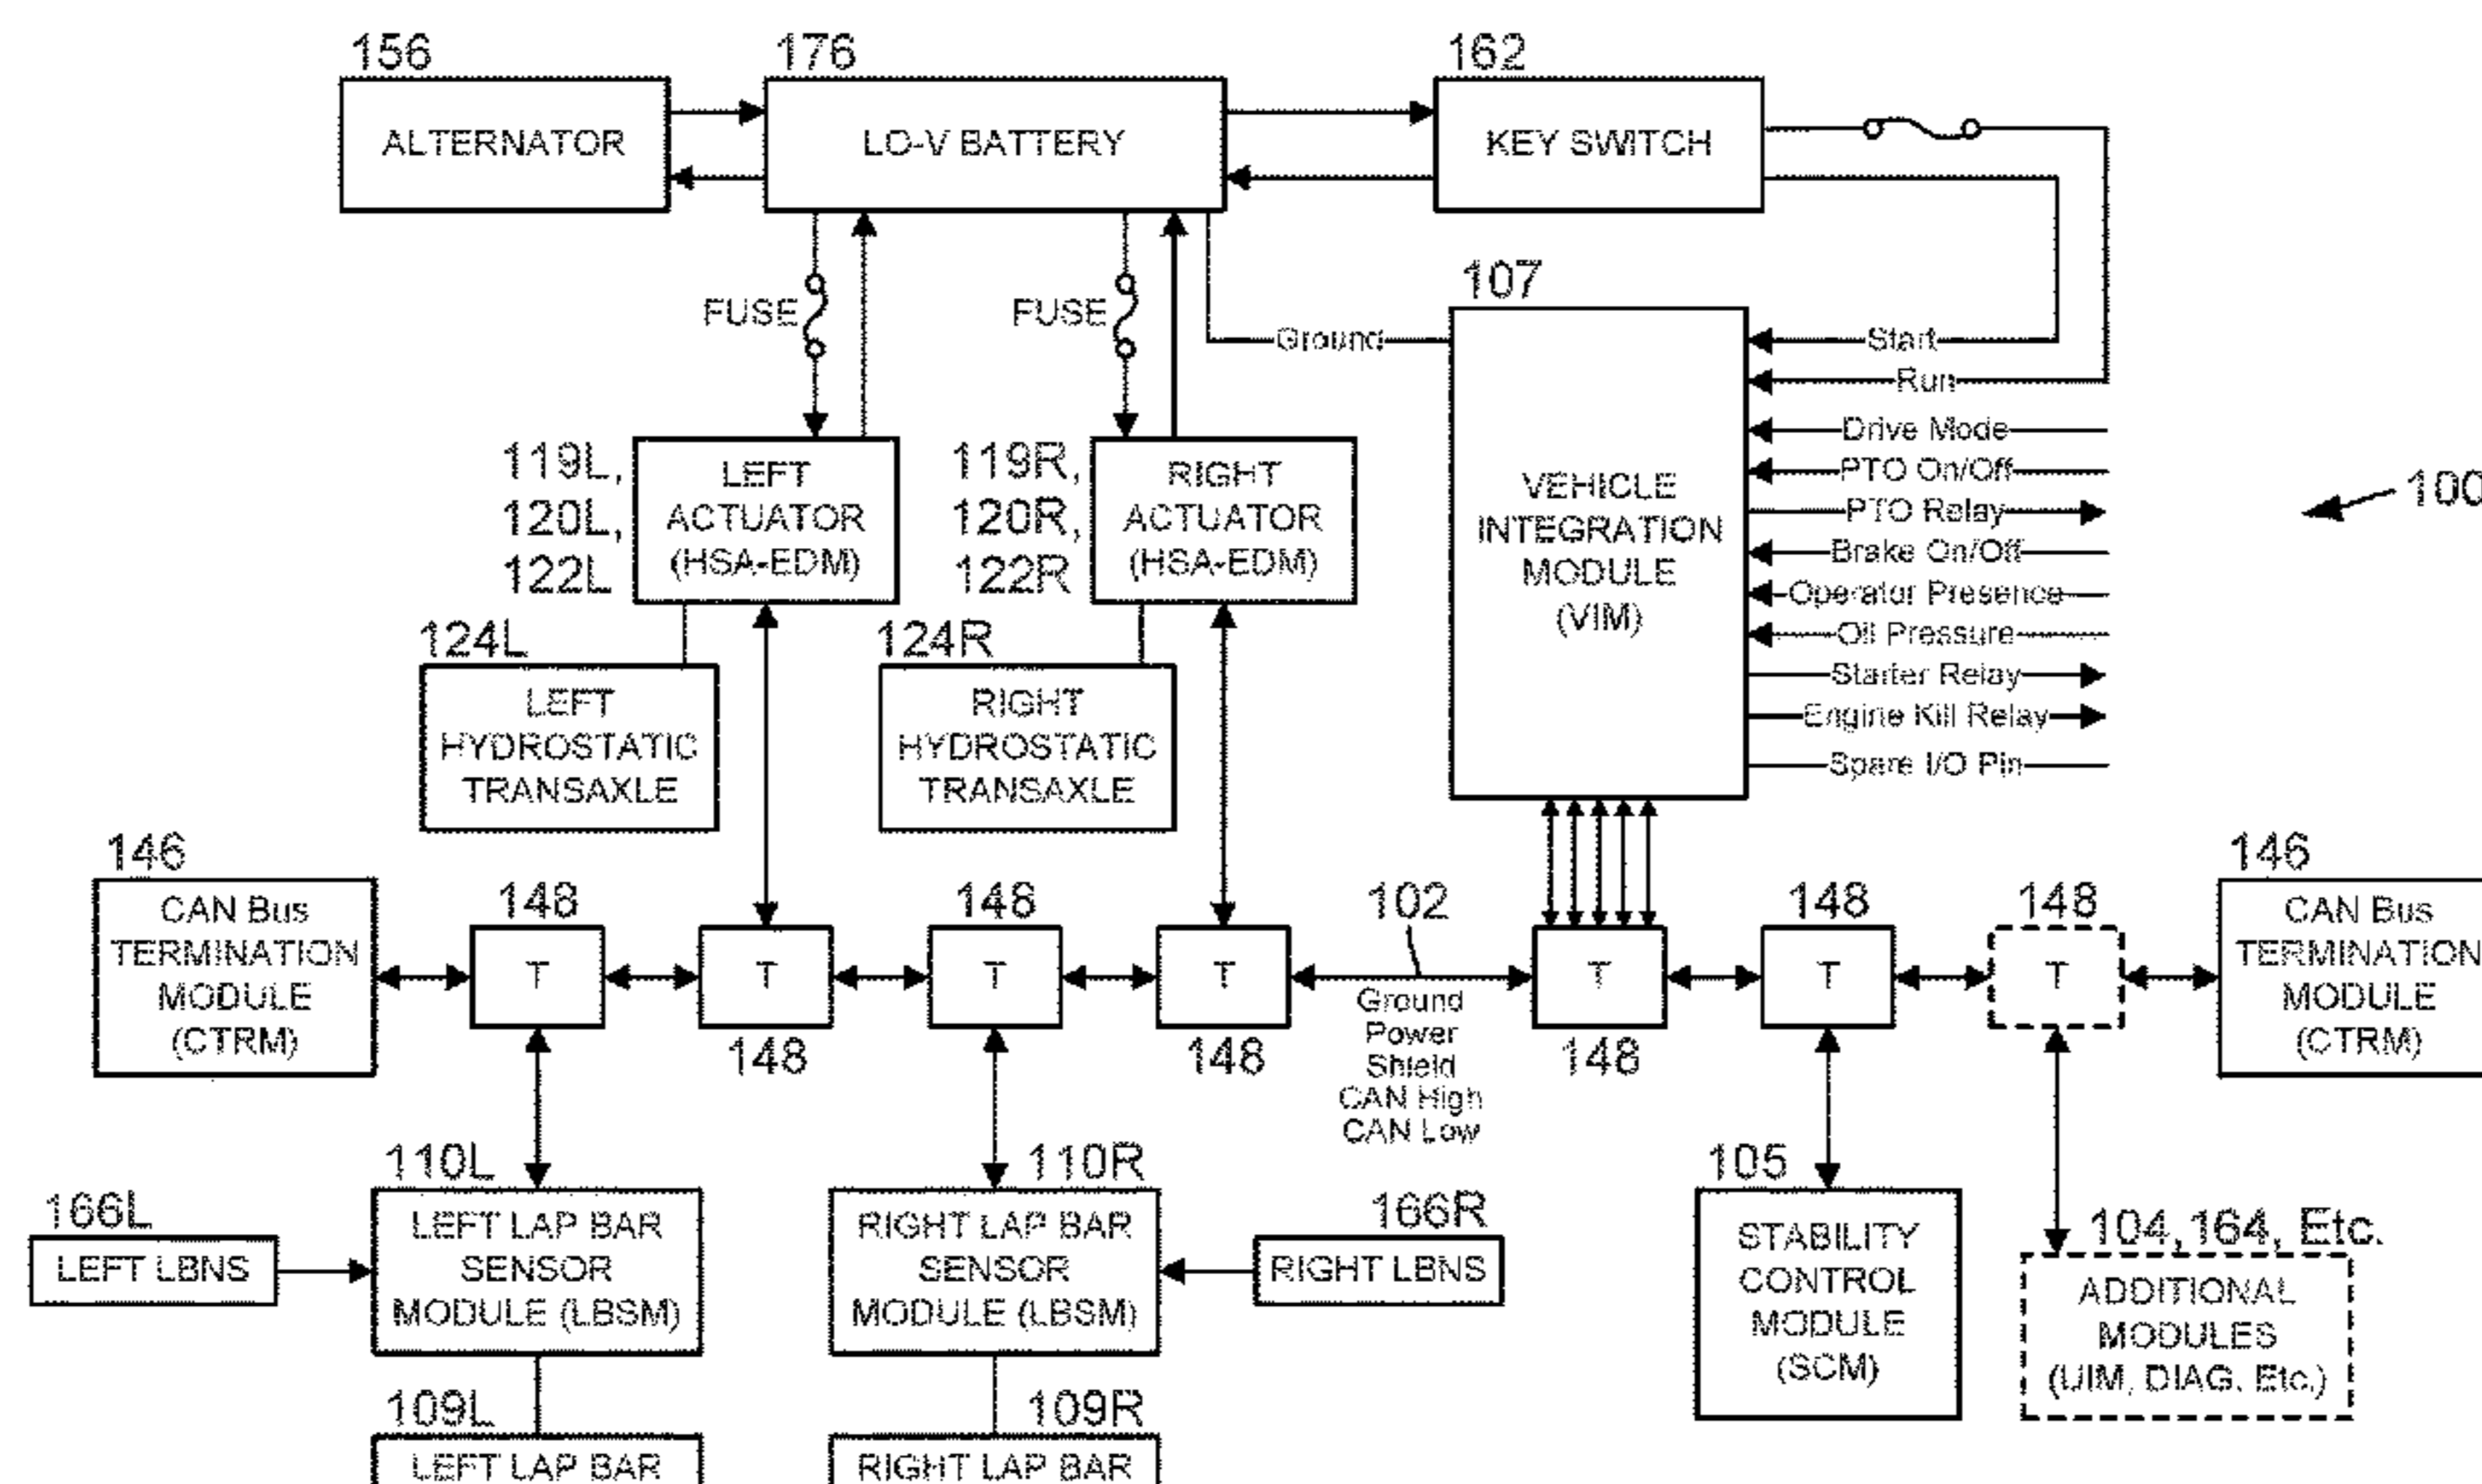 156
ALTERNATOR
176
LO-V BATTERY
162
KEY SWITCH
FUSE
FUSE
Ground
107
VEHICLE
INTEGRATION
MODULE
(VIM)
Start
Run
Drive Mode
PTO On/Off
PTO Relay
Brake On/Off
Operator Presence
Oil Pressure
Starter Relay
Engine Kill Relay
Spare I/O Pin
100
119L,
120L,
122L
LEFT
ACTUATOR
(HSA-EDM)
119R,
120R,
122R
RIGHT
ACTUATOR
(HSA-EDM)
124L
LEFT
HYDROSTATIC
TRANSAXLE
124R
RIGHT
HYDROSTATIC
TRANSAXLE
146
CAN Bus
TERMINATION
MODULE
(CTRM)
148
T
T
148
148
T
T
148
102
Ground
Power
Shield
CAN High
CAN Low
T
148
148
T
148
T
146
CAN Bus
TERMINATION
MODULE
(CTRM)
110L
LEFT LAP BAR
SENSOR
MODULE (LBSM)
166L
LEFT LBNS
110R
RIGHT LAP BAR
SENSOR
MODULE (LBSM)
166R
RIGHT LBNS
105
STABILITY
CONTROL
MODULE
(SCM)
104, 164, Etc.
ADDITIONAL
MODULES
(UIM, DIAG. Etc.)
109L
LEFT LAP BAR
109R
RIGHT LAP BAR